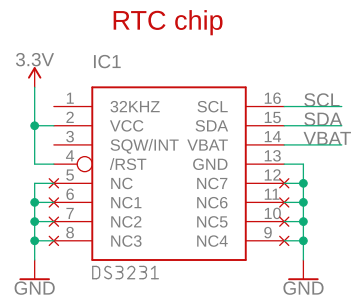 RTC chip
3.3V
IC1
1 32KHZ SCL 16 SCL
2 VCC SDA 15 SDA
3 SQW/INT VBAT 14 VBAT
4 /RST GND 13
5 NC NC7 12
6 NC1 NC6 11
7 NC2 NC5 10
8 NC3 NC4 9
GND DS3231 GND